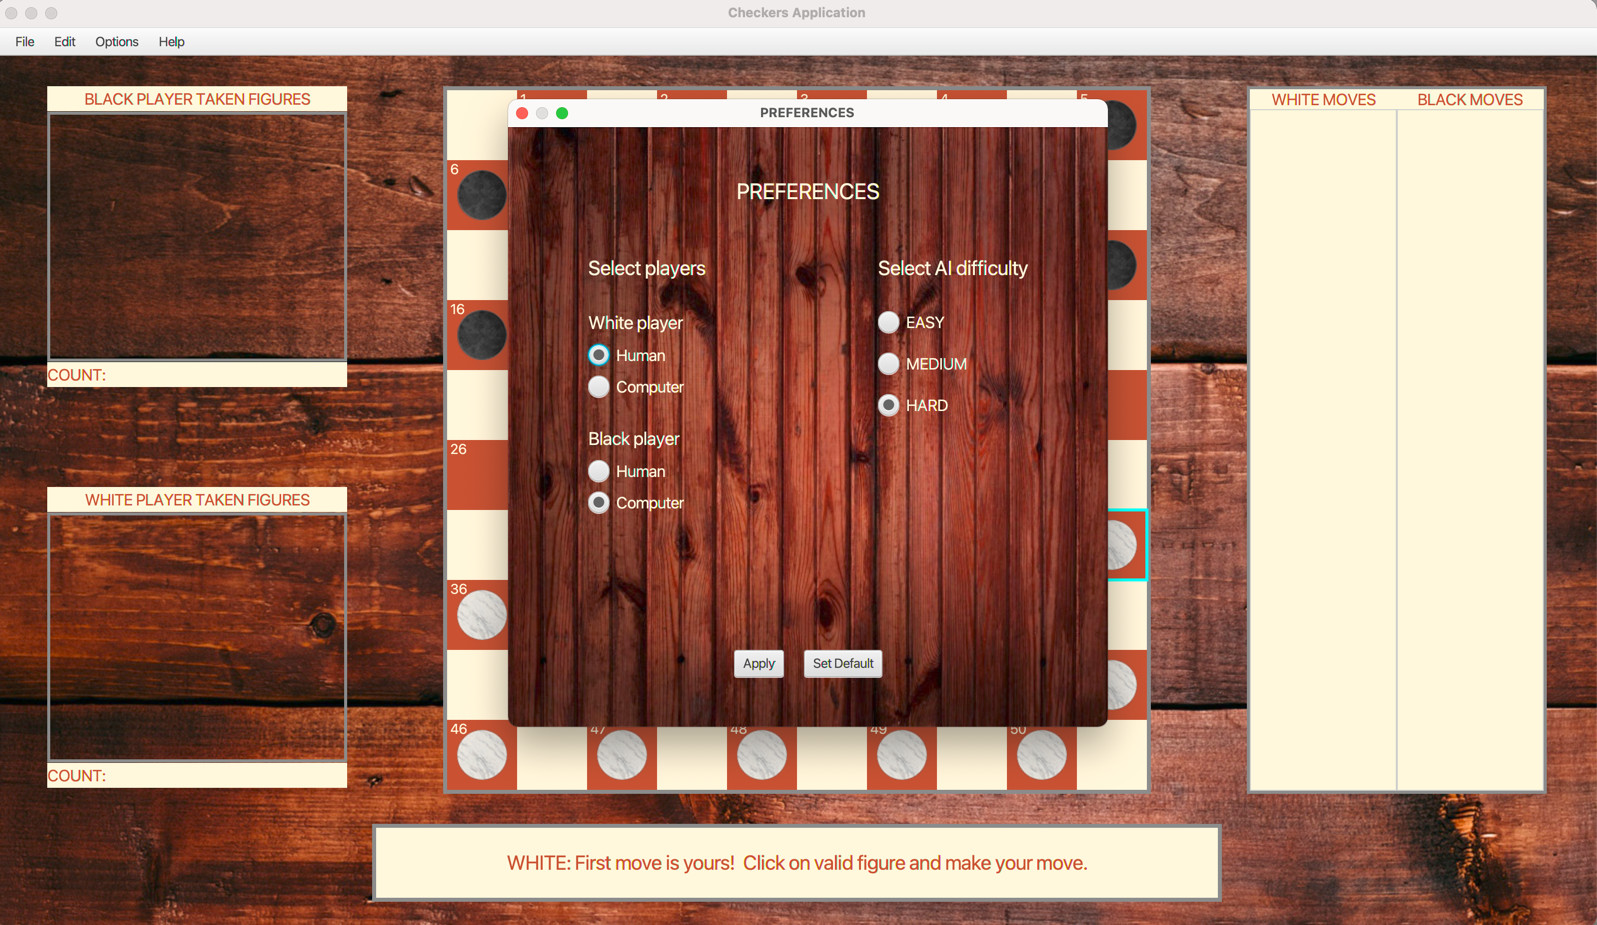 Checkers Application
File Edit Options Help
BLACK PLAYER TAKEN FIGURES
COUNT:
WHITE PLAYER TAKEN FIGURES
COUNT:
1 2 3 4 5
6
16
26
36
46 47 48 49 50
PREFERENCES
PREFERENCES
Select players
White player
Human
Computer
Black player
Human
Computer
Select AI difficulty
EASY
MEDIUM
HARD
Apply Set Default
WHITE MOVES BLACK MOVES
WHITE: First move is yours!  Click on valid figure and make your move.